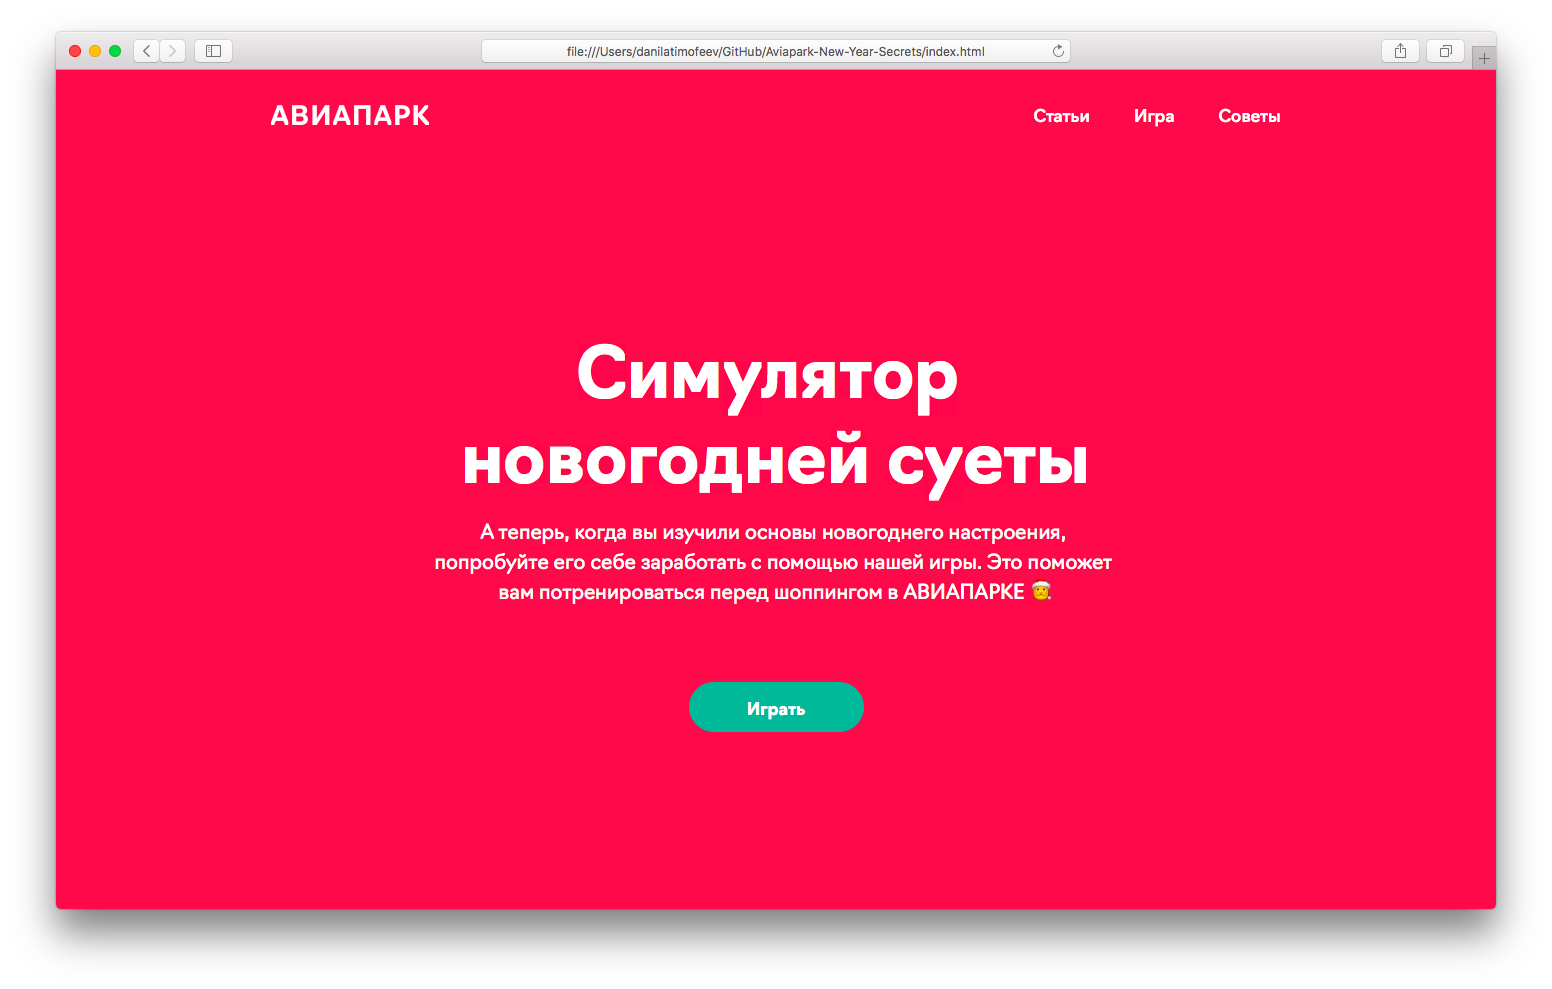 file:///Users/danilatimofeev/GitHub/Aviapark-New-Year-Secrets/index.html
АВИАПАРК
Статьи Игра Советы
Симулятор
новогодней суеты
А теперь, когда вы изучили основы новогоднего настроения,
попробуйте его себе заработать с помощью нашей игры. Это поможет
вам потренироваться перед шоппингом в АВИАПАРКЕ 🎅
Играть